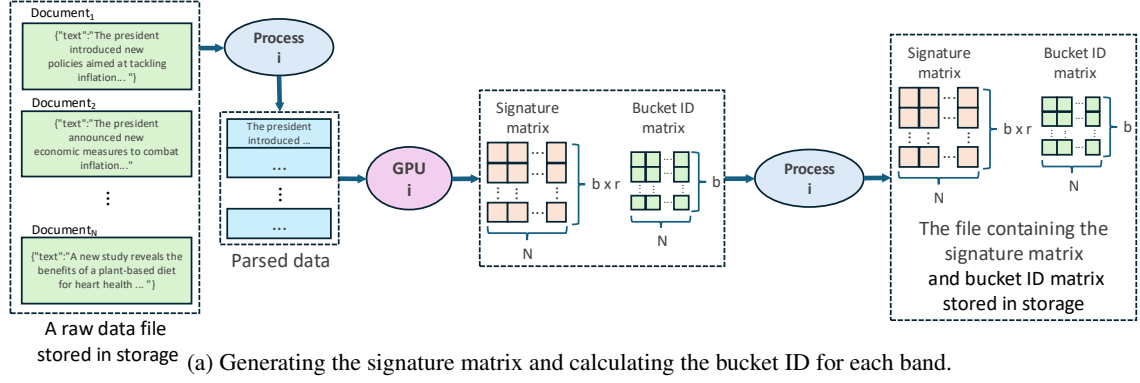 Document1
{"text":"The
president
introduced new
policies aimed at tackling
inflation... "}
Document2
{"text":"The president
announced new
economic measures to combat
inflation..."
⋮
DocumentN
{"text":"A new study reveals the
benefits of a plant-based diet
for heart health ... "}
A raw data file
stored in storage
Process
i
The president
introduced ...
...
⋮
...
Parsed data
GPU
i
Signature
matrix
b x r
N
Bucket ID
matrix
b
N
Process
i
Signature
matrix
b x r
N
Bucket ID
matrix
b
N
The file containing the
signature matrix
and bucket ID matrix
stored in storage
(a) Generating the signature matrix and calculating the bucket ID for each band.